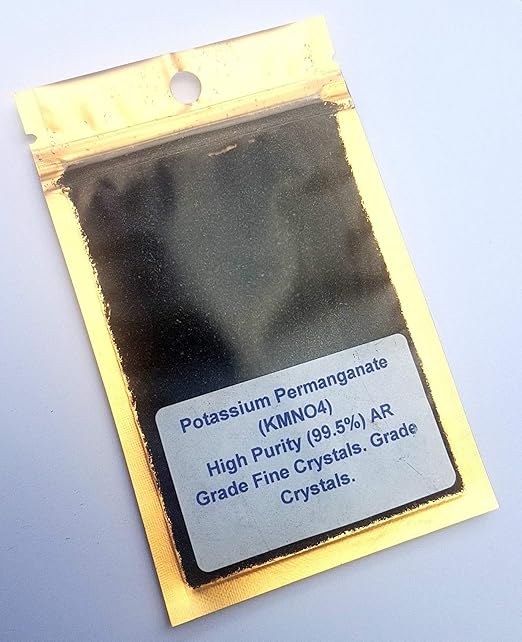 Potassium Permanganate
(KMNO4)
High Purity (99.5%) AR
Grade Fine Crystals. Grade
Crystals.